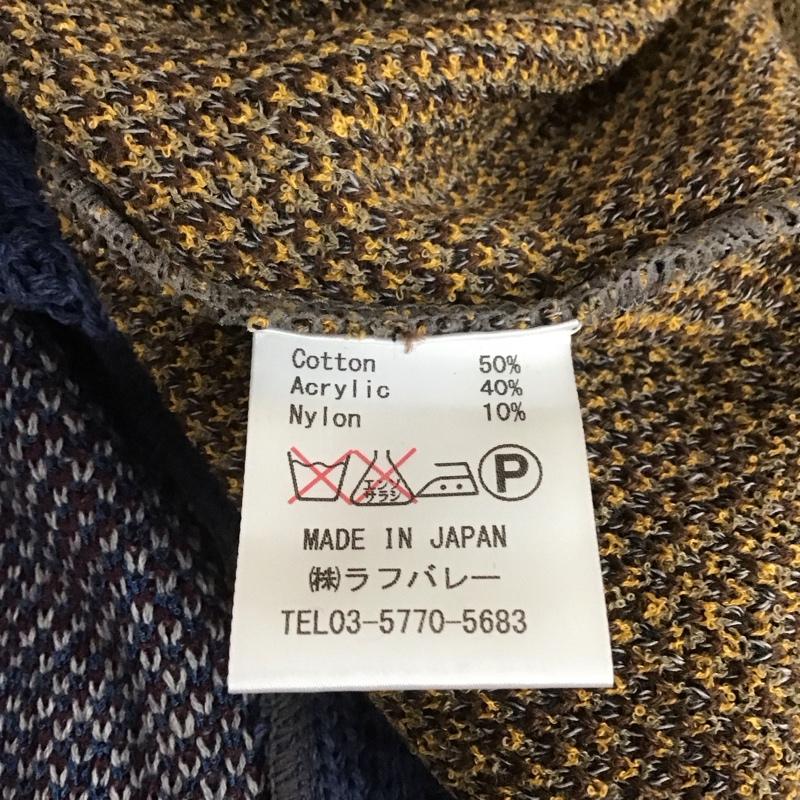 Cotton 50%
Acrylic 40%
Nylon 10%
エンソ
サラシ
P
MADE IN JAPAN
㈱ラフバレー
TEL03-5770-5683